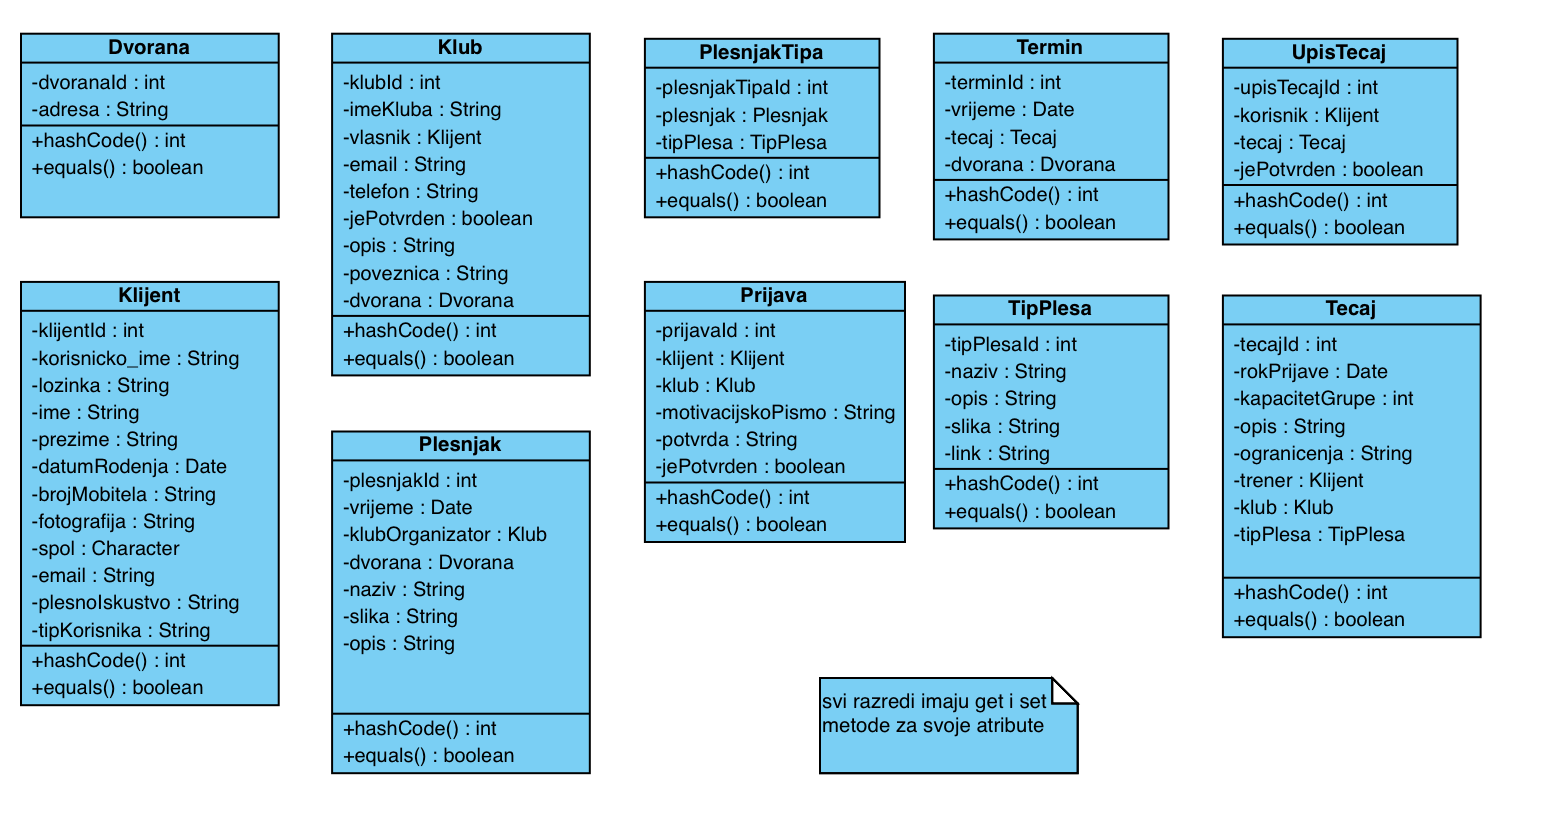 Dvorana
-dvoranaId : int
-adresa : String
+hashCode() : int
+equals() : boolean
Klub
-klubId : int
-imeKluba : String
-vlasnik : Klijent
-email : String
-telefon : String
-jePotvrden : boolean
-opis : String
-poveznica : String
-dvorana : Dvorana
+hashCode() : int
+equals() : boolean
PlesnjakTipa
-plesnjakTipaId : int
-plesnjak : Plesnjak
-tipPlesa : TipPlesa
+hashCode() : int
+equals() : boolean
Termin
-terminId : int
-vrijeme : Date
-tecaj : Tecaj
-dvorana : Dvorana
+hashCode() : int
+equals() : boolean
UpisTecaj
-upisTecajId : int
-korisnik : Klijent
-tecaj : Tecaj
-jePotvrden : boolean
+hashCode() : int
+equals() : boolean
Klijent
-klijentId : int
-korisnicko_ime : String
-lozinka : String
-ime : String
-prezime : String
-datumRodenja : Date
-brojMobitela : String
-fotografija : String
-spol : Character
-email : String
-plesnoIskustvo : String
-tipKorisnika : String
+hashCode() : int
+equals() : boolean
Plesnjak
-plesnjakId : int
-vrijeme : Date
-klubOrganizator : Klub
-dvorana : Dvorana
-naziv : String
-slika : String
-opis : String
+hashCode() : int
+equals() : boolean
Prijava
-prijavaId : int
-klijent : Klijent
-klub : Klub
-motivacijskoPismo : String
-potvrda : String
-jePotvrden : boolean
+hashCode() : int
+equals() : boolean
TipPlesa
-tipPlesaId : int
-naziv : String
-opis : String
-slika : String
-link : String
+hashCode() : int
+equals() : boolean
Tecaj
-tecajId : int
-rokPrijave : Date
-kapacitetGrupe : int
-opis : String
-ogranicenja : String
-trener : Klijent
-klub : Klub
-tipPlesa : TipPlesa
+hashCode() : int
+equals() : boolean
svi razredi imaju get i set
metode za svoje atribute